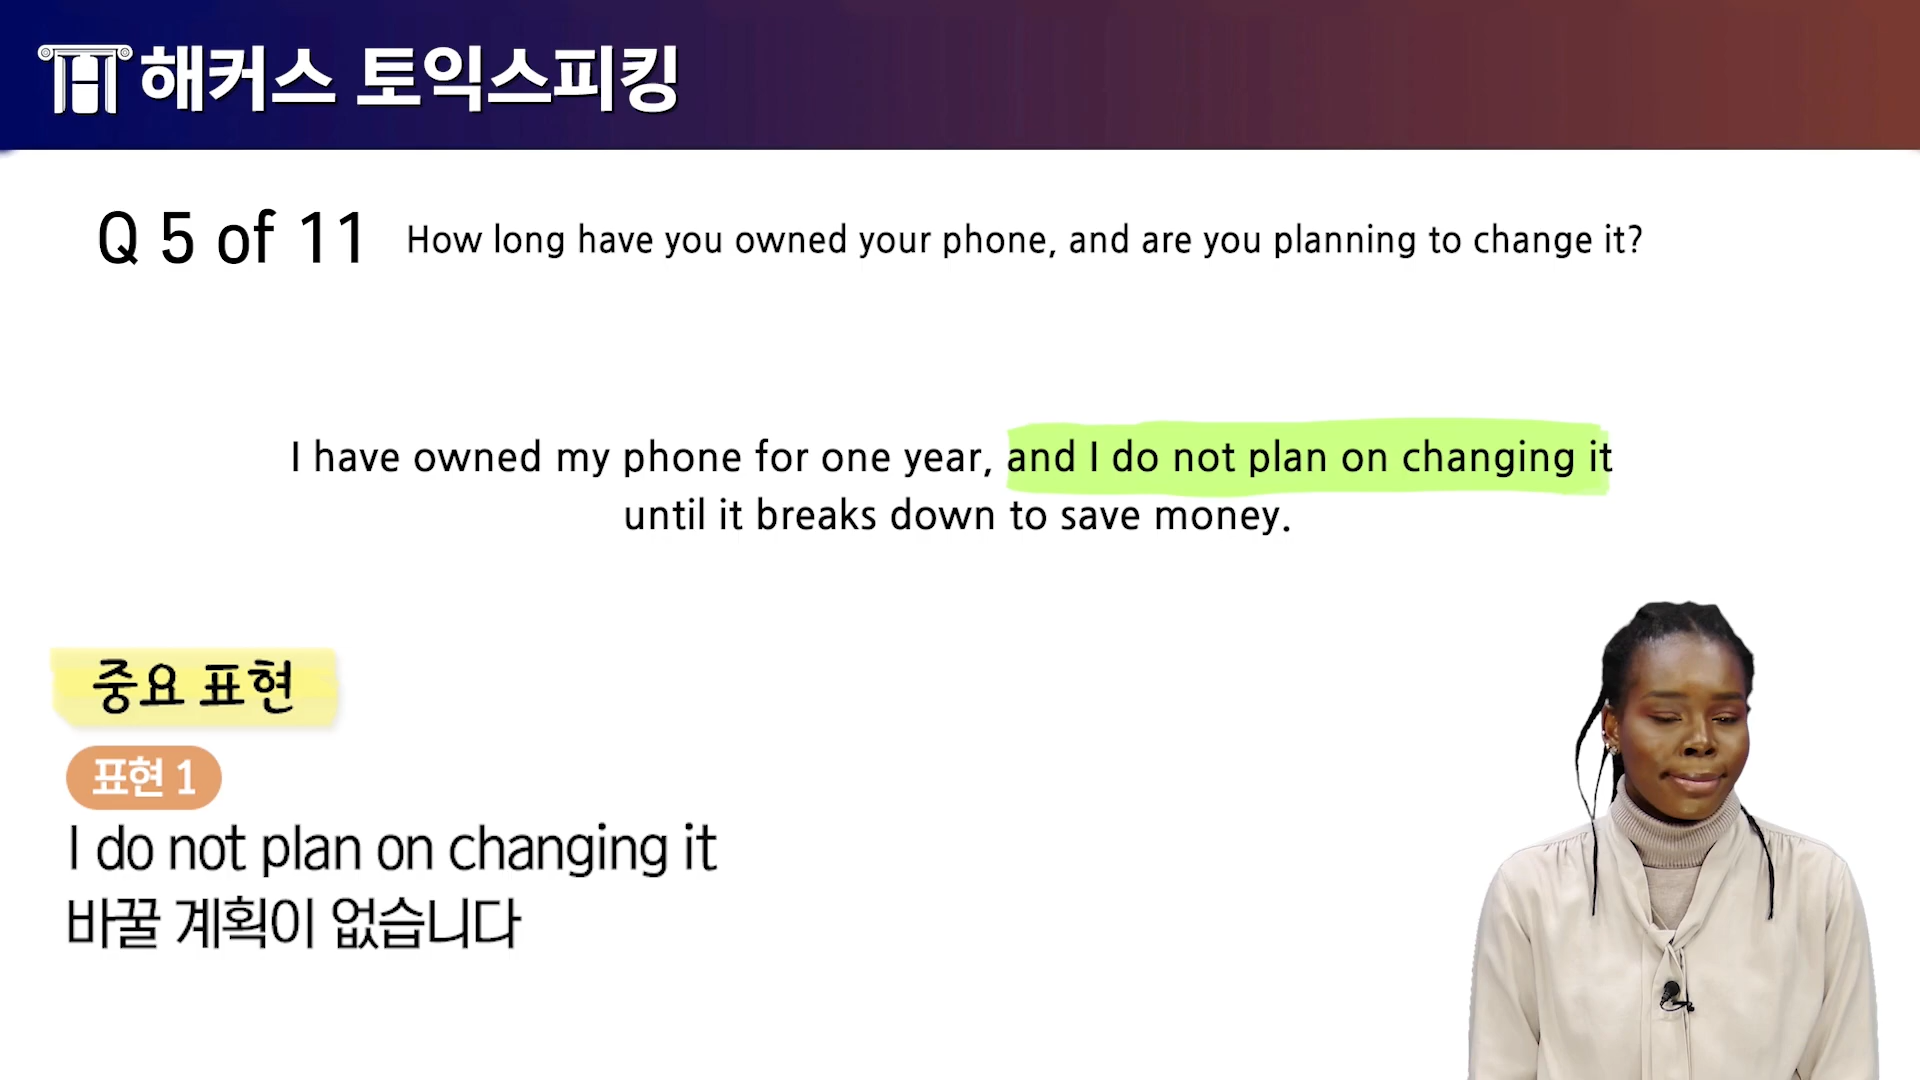 해커스 토익스피킹
Q 5 of 11 How long have you owned your phone, and are you planning to change it?
I have owned my phone for one year, and I do not plan on changing it
until it breaks down to save money.
중요 표현
표현 1
I do not plan on changing it
바꿀 계획이 없습니다